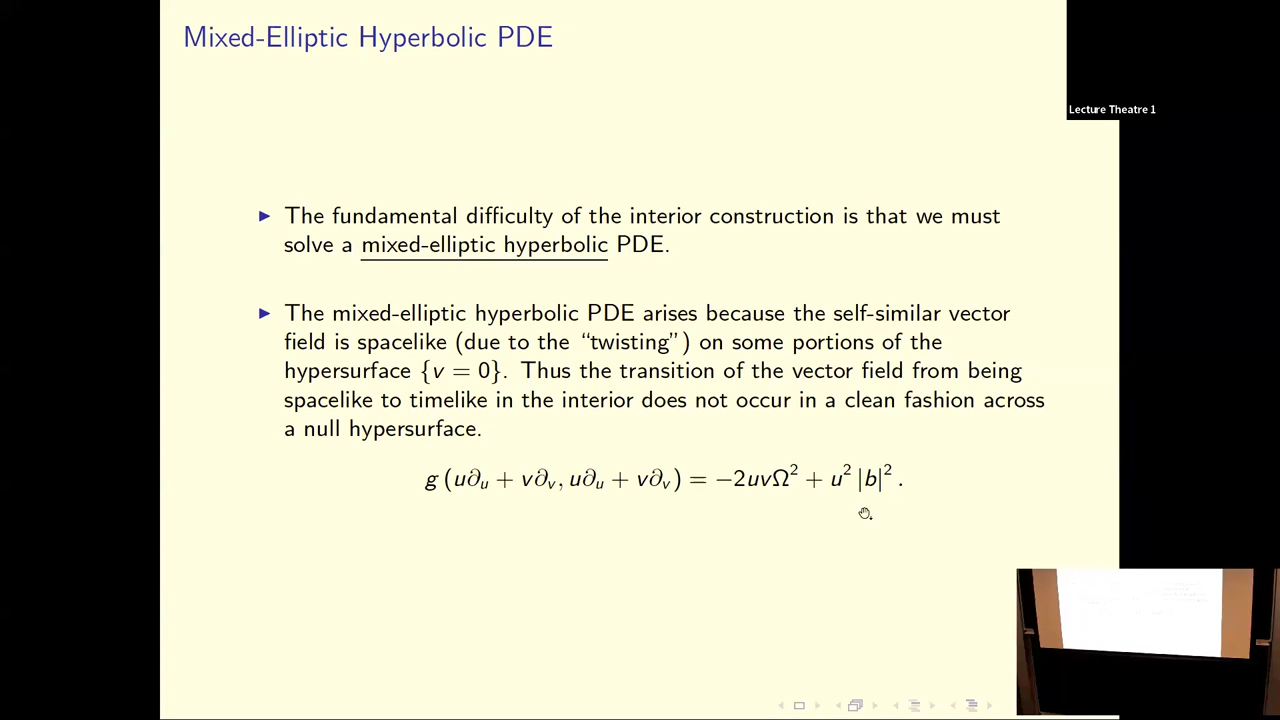 Mixed-Elliptic Hyperbolic PDE
Lecture Theatre 1
▶ The fundamental difficulty of the interior construction is that we must
solve a mixed-elliptic hyperbolic PDE.
▶ The mixed-elliptic hyperbolic PDE arises because the self-similar vector
field is spacelike (due to the “twisting”) on some portions of the
hypersurface {v = 0}. Thus the transition of the vector field from being
spacelike to timelike in the interior does not occur in a clean fashion across
a null hypersurface.
g (u∂ᵤ + v∂ᵥ, u∂ᵤ + v∂ᵥ) = −2uvΩ² + u² |b|² .